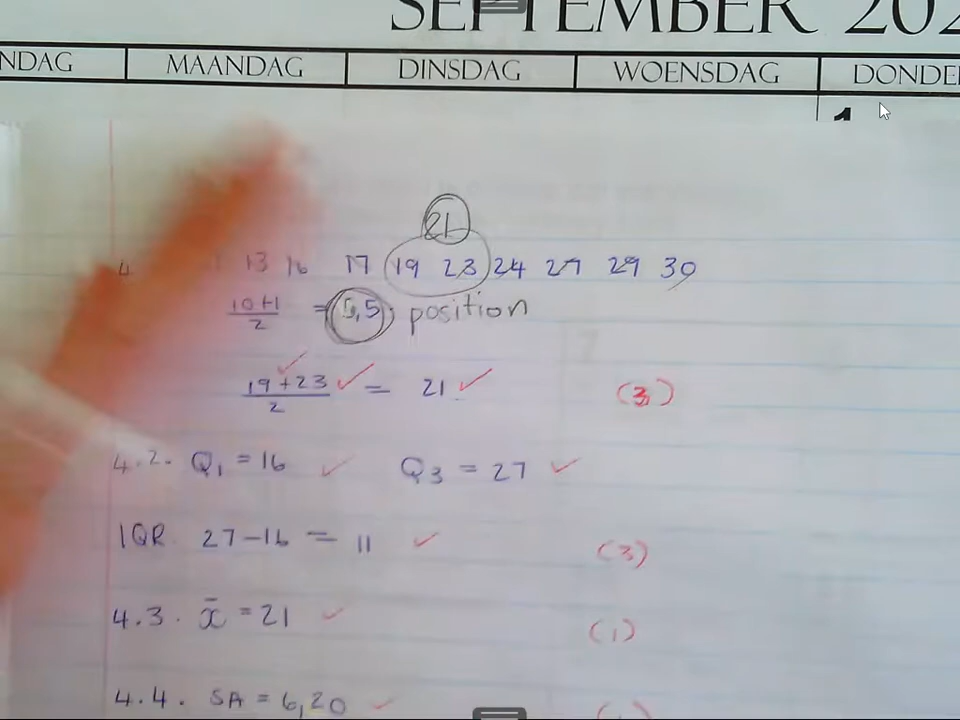 SEPTEMBER 202
NDAG MAANDAG DINSDAG WOENSDAG DONDE
1
21
4 13 16 17 19 23 24 27 29 30
10+1/2 = 5,5 position
19+23/2 = 21 (3)
4.2. Q1 = 16 Q3 = 27
IQR 27-16 = 11 (3)
4.3. x̄ = 21 (1)
4.4. SA = 6,20